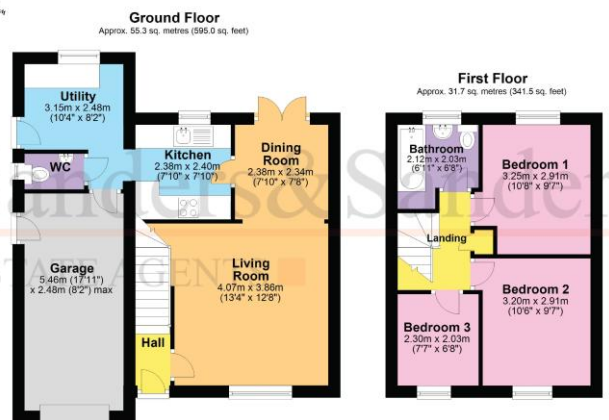 Ground Floor
Approx. 55.3 sq. metres (595.0 sq. feet)
Utility
3.15m x 2.48m
(10'4" x 8'2")
WC
Kitchen
2.38m x 2.40m
(7'10" x 7'10")
Dining
Room
2.38m x 2.34m
(7'10" x 7'8")
Garage
5.46m (17'11")
x 2.48m (8'2") max
Living
Room
4.07m x 3.86m
(13'4" x 12'8")
Hall
First Floor
Approx. 31.7 sq. metres (341.5 sq. feet)
Bathroom
2.12m x 2.03m
(6'11" x 6'8")
Bedroom 1
3.25m x 2.91m
(10'8" x 9'7")
Landing
Bedroom 2
3.20m x 2.91m
(10'6" x 9'7")
Bedroom 3
2.30m x 2.03m
(7'7" x 6'8")
anders&Sander
ESTATE AGENT